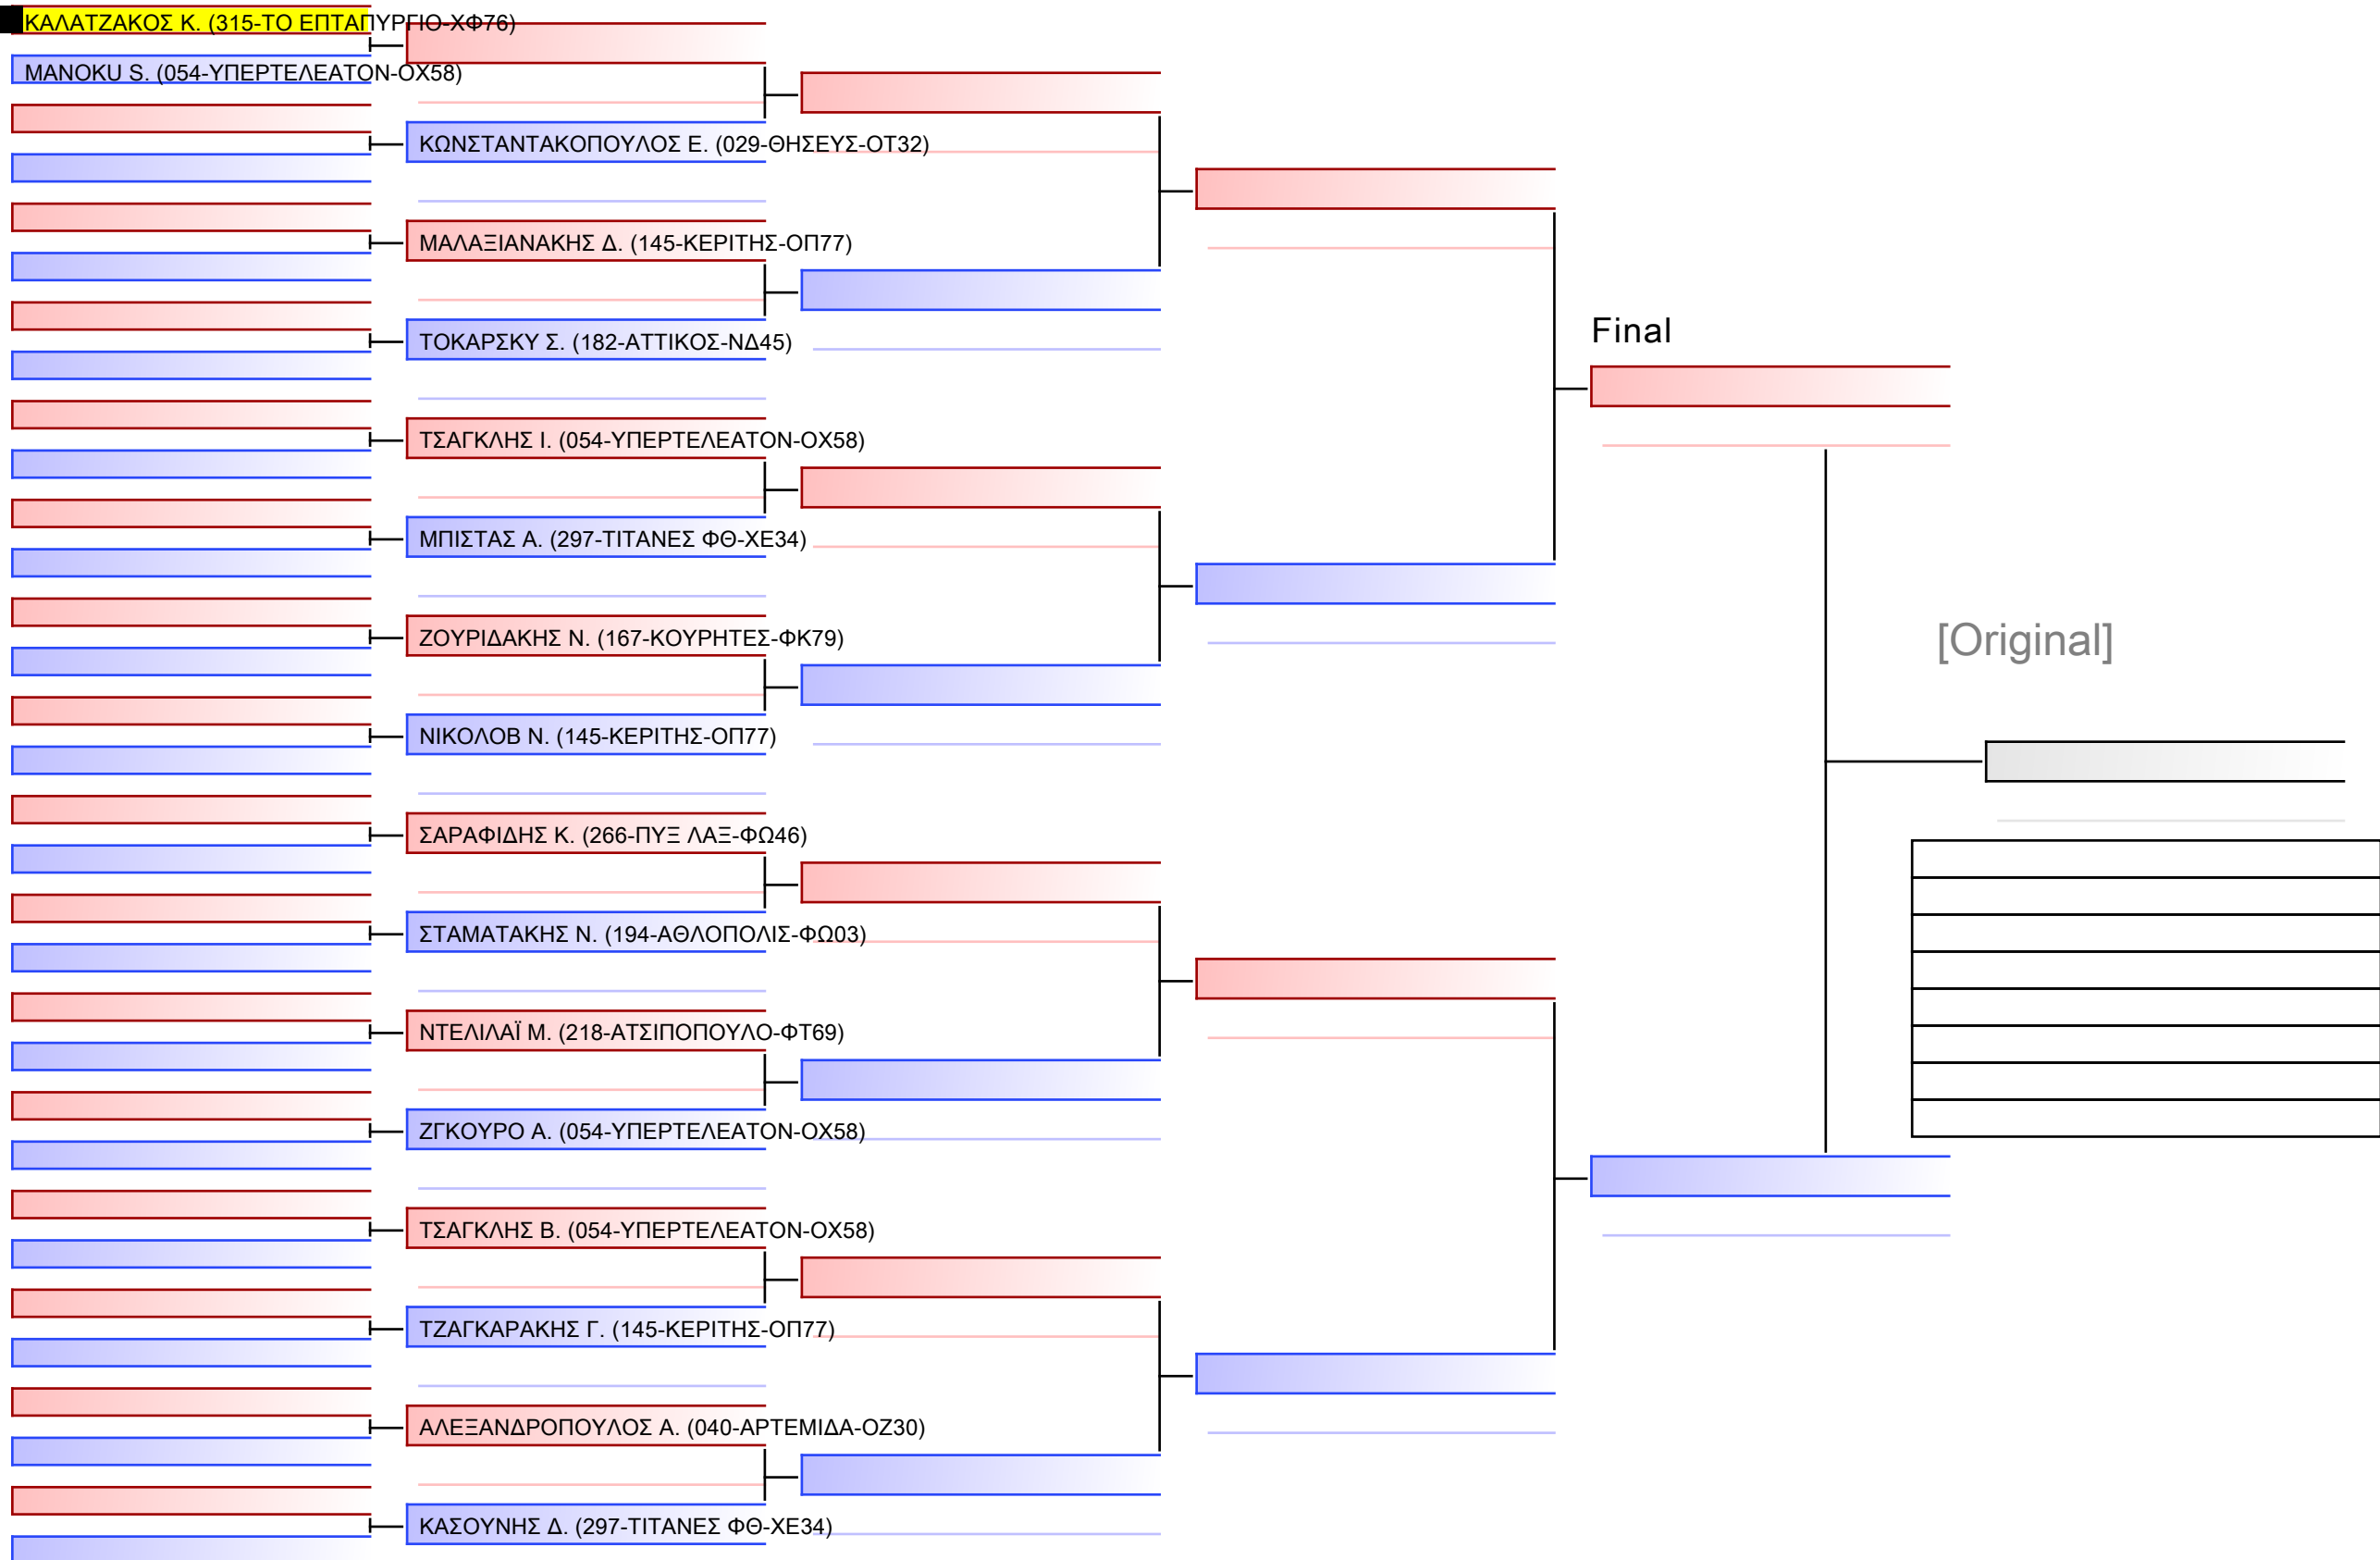 ΚΑΛΑΤΖΑΚΟΣ Κ. (315-ΤΟ ΕΠΤΑΠΥΡΓΙΟ-ΧΦ76)
MANOKU S. (054-ΥΠΕΡΤΕΛΕΑΤΟΝ-ΟΧ58)
ΚΩΝΣΤΑΝΤΑΚΟΠΟΥΛΟΣ Ε. (029-ΘΗΣΕΥΣ-ΟΤ32)
ΜΑΛΑΞΙΑΝΑΚΗΣ Δ. (145-ΚΕΡΙΤΗΣ-ΟΠ77)
ΤΟΚΑΡΣΚΥ Σ. (182-ΑΤΤΙΚΟΣ-ΝΔ45)
Final
ΤΣΑΓΚΛΗΣ Ι. (054-ΥΠΕΡΤΕΛΕΑΤΟΝ-ΟΧ58)
ΜΠΙΣΤΑΣ Α. (297-ΤΙΤΑΝΕΣ ΦΘ-ΧΕ34)
ΖΟΥΡΙΔΑΚΗΣ Ν. (167-ΚΟΥΡΗΤΕΣ-ΦΚ79)
[Original]
ΝΙΚΟΛΟΒ Ν. (145-ΚΕΡΙΤΗΣ-ΟΠ77)
ΣΑΡΑΦΙΔΗΣ Κ. (266-ΠΥΞ ΛΑΞ-ΦΩ46)
ΣΤΑΜΑΤΑΚΗΣ Ν. (194-ΑΘΛΟΠΟΛΙΣ-ΦΩ03)
ΝΤΕΛΙΛΑΪ Μ. (218-ΑΤΣΙΠΟΠΟΥΛΟ-ΦΤ69)
ΖΓΚΟΥΡΟ Α. (054-ΥΠΕΡΤΕΛΕΑΤΟΝ-ΟΧ58)
ΤΣΑΓΚΛΗΣ Β. (054-ΥΠΕΡΤΕΛΕΑΤΟΝ-ΟΧ58)
ΤΖΑΓΚΑΡΑΚΗΣ Γ. (145-ΚΕΡΙΤΗΣ-ΟΠ77)
ΑΛΕΞΑΝΔΡΟΠΟΥΛΟΣ Α. (040-ΑΡΤΕΜΙΔΑ-ΟΖ30)
ΚΑΣΟΥΝΗΣ Δ. (297-ΤΙΤΑΝΕΣ ΦΘ-ΧΕ34)